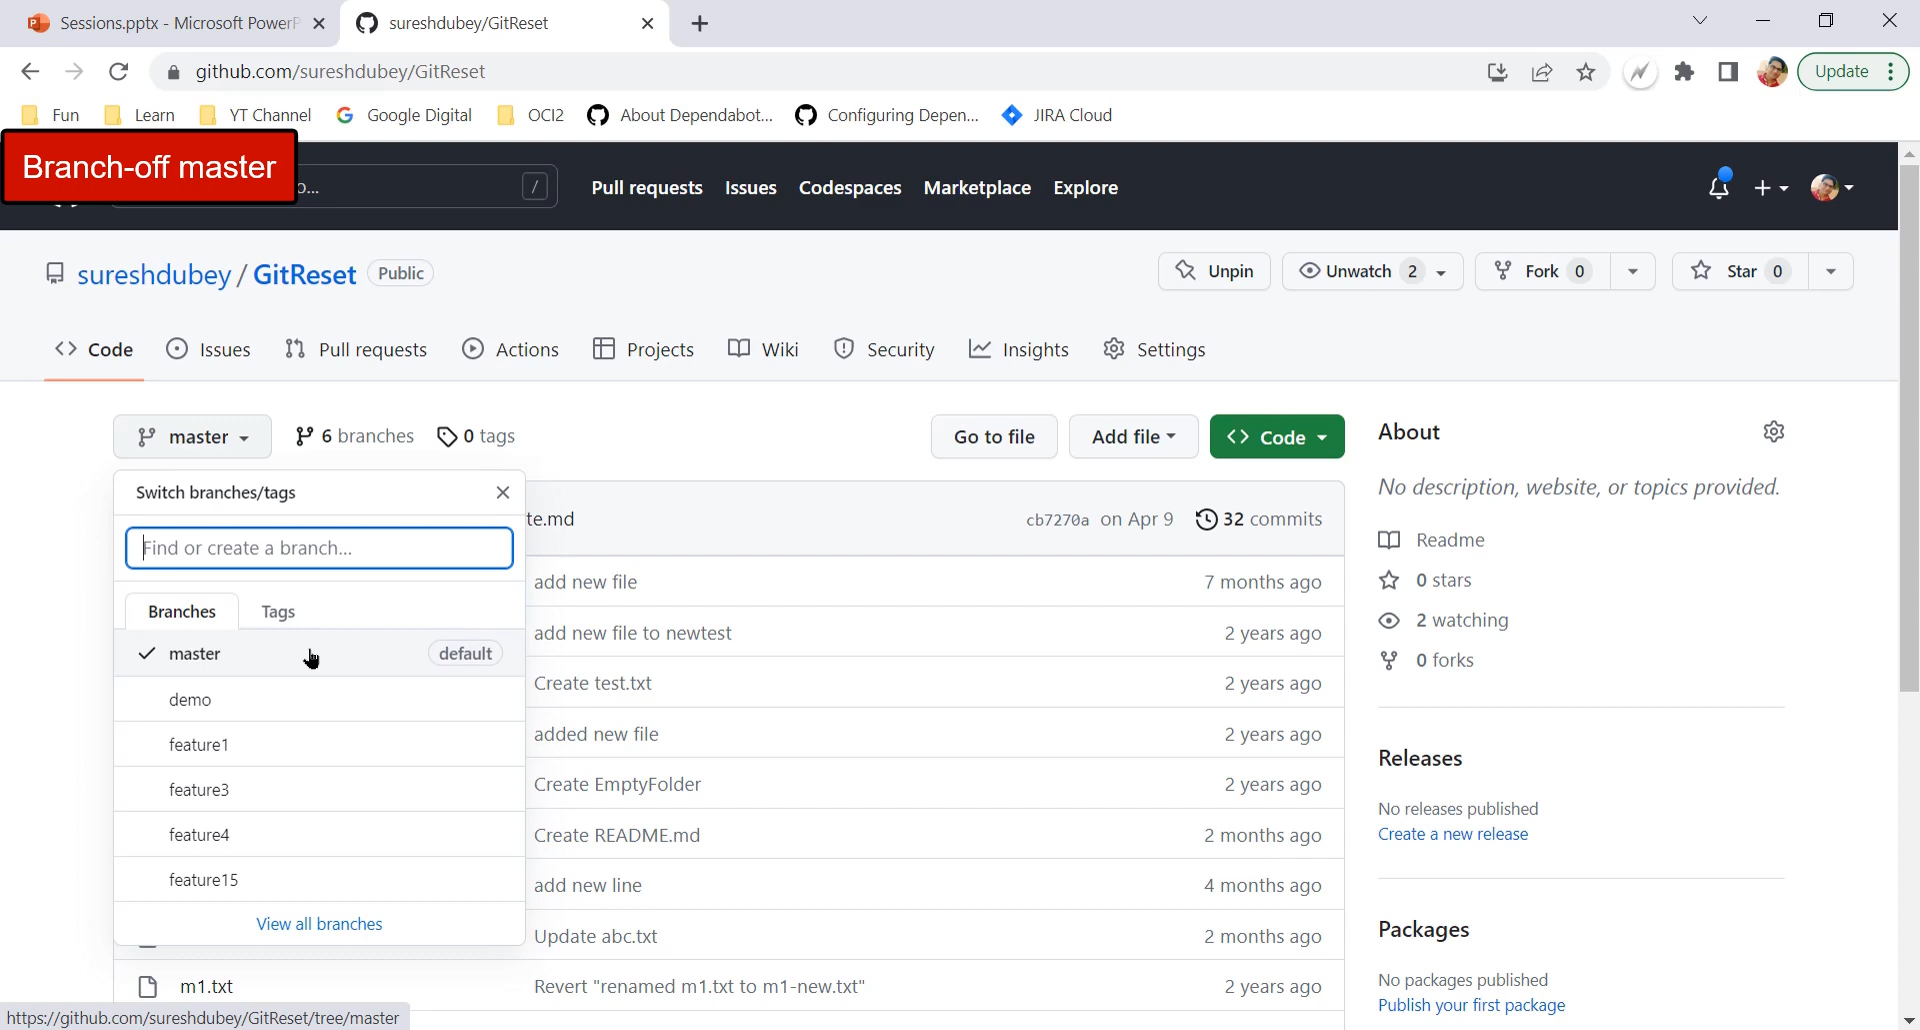 Sessions.pptx - Microsoft PowerP
sureshdubey/GitReset
github.com/sureshdubey/GitReset
Update
Fun
Learn
YT Channel
Google Digital
OCI2
About Dependabot...
Configuring Depen...
JIRA Cloud
Branch-off master
o...
/
Pull requests
Issues
Codespaces
Marketplace
Explore
sureshdubey / GitReset
Public
Unpin
Unwatch 2
Fork 0
Star 0
Code
Issues
Pull requests
Actions
Projects
Wiki
Security
Insights
Settings
master
6 branches
0 tags
Go to file
Add file
Code
About
Switch branches/tags
No description, website, or topics provided.
te.md
cb7270a on Apr 9
32 commits
Find or create a branch...
Readme
add new file
7 months ago
0 stars
Branches
Tags
2 watching
add new file to newtest
2 years ago
master
default
0 forks
Create test.txt
2 years ago
demo
added new file
2 years ago
feature1
Releases
Create EmptyFolder
2 years ago
feature3
No releases published
Create a new release
Create README.md
2 months ago
feature4
add new line
4 months ago
feature15
View all branches
Packages
Update abc.txt
2 months ago
No packages published
m1.txt
Revert "renamed m1.txt to m1-new.txt"
2 years ago
Publish your first package
https://github.com/sureshdubey/GitReset/tree/master